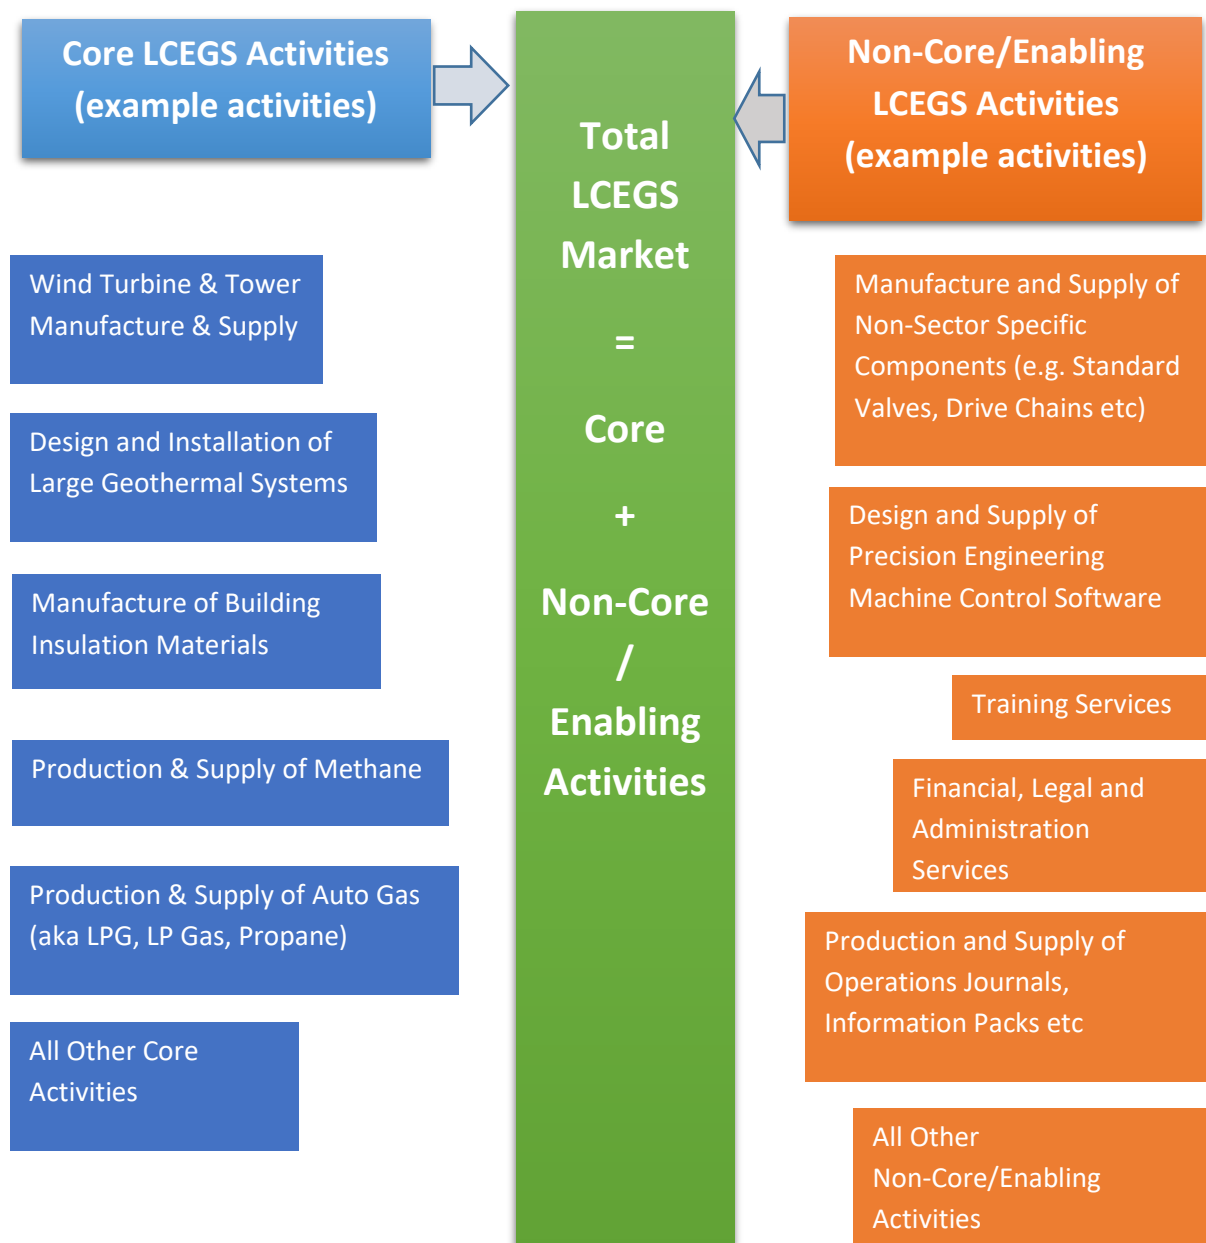 Core LCEGS Activities
(example activities)
Wind Turbine & Tower
Manufacture & Supply
Design and Installation of
Large Geothermal Systems
Manufacture of Building
Insulation Materials
Production & Supply of Methane
Production & Supply of Auto Gas
(aka LPG, LP Gas, Propane)
All Other Core
Activities
Total
LCEGS
Market
=
Core
+
Non-Core
/
Enabling
Activities
Non-Core/Enabling
LCEGS Activities
(example activities)
Manufacture and Supply of
Non-Sector Specific
Components (e.g. Standard
Valves, Drive Chains etc)
Design and Supply of
Precision Engineering
Machine Control Software
Training Services
Financial, Legal and
Administration
Services
Production and Supply of
Operations Journals,
Information Packs etc
All Other
Non-Core/Enabling
Activities